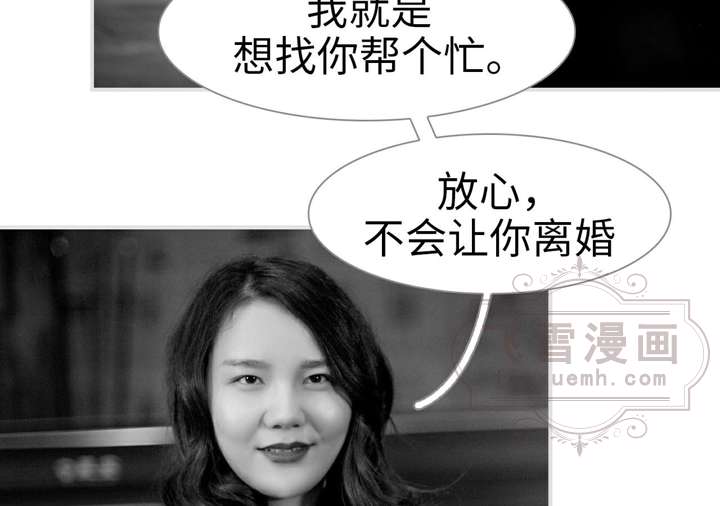 我就是
想找你帮个忙。
放心，
不会让你离婚
雪漫画
uemh.com